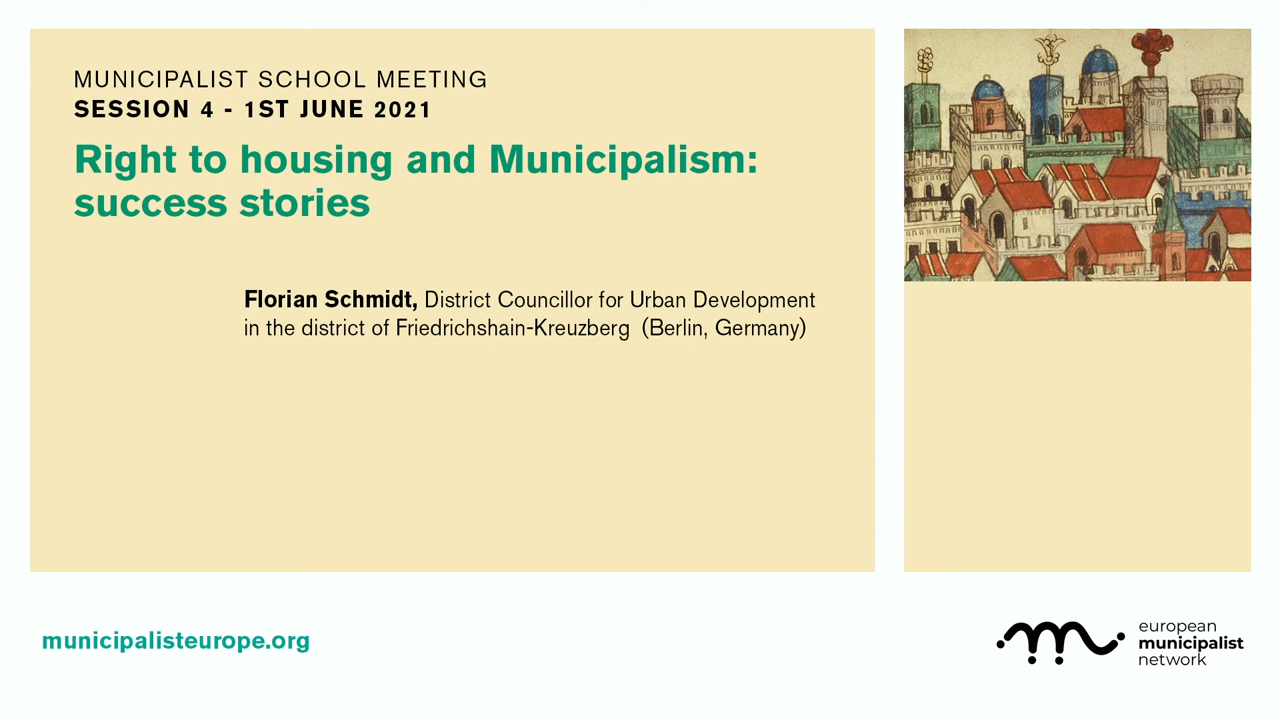 MUNICIPALIST SCHOOL MEETING
SESSION 4 - 1ST JUNE 2021
Right to housing and Municipalism:
success stories
Florian Schmidt, District Councillor for Urban Development
in the district of Friedrichshain-Kreuzberg (Berlin, Germany)
municipalisteurope.org
european
municipalist
network